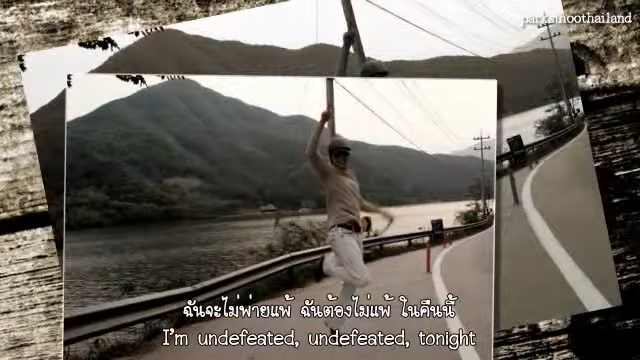 parkshoothailand
ฉันจะไม่พ่ายแพ้ ฉันต้องไม่แพ้ ในคืนนี้
I'm undefeated, undefeated, tonight